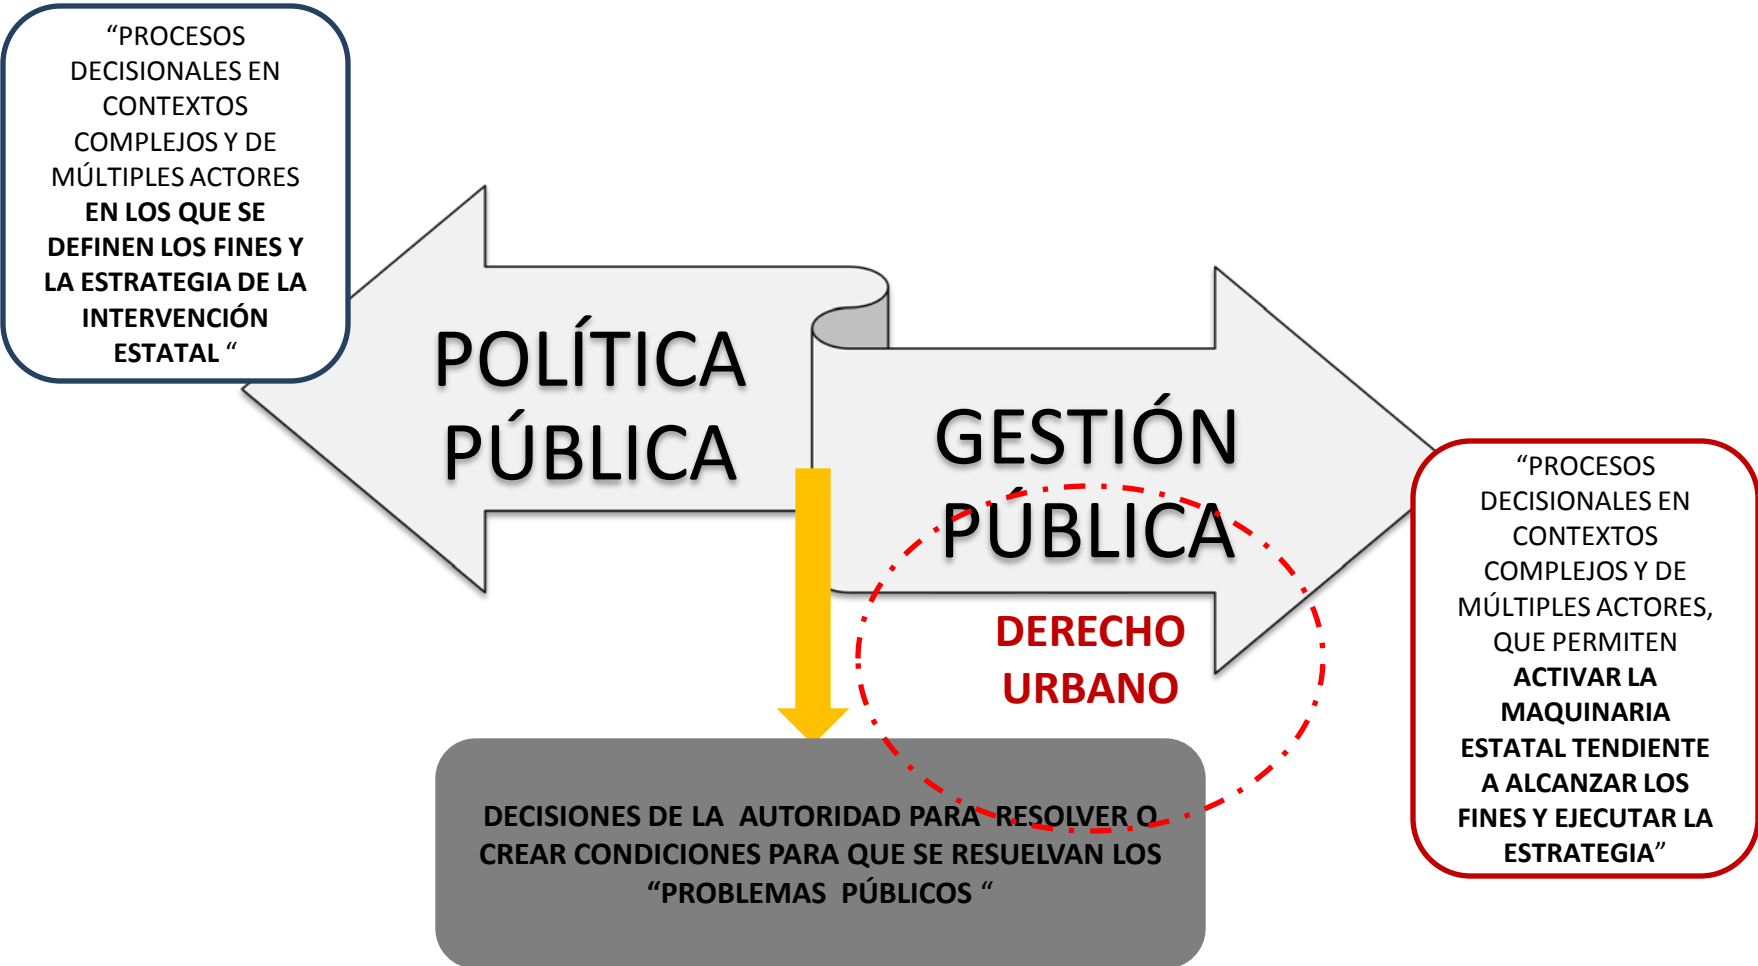 “PROCESOS
DECISIONALES EN
CONTEXTOS
COMPLEJOS Y DE
MÚLTIPLES ACTORES
EN LOS QUE SE
DEFINEN LOS FINES Y
LA ESTRATEGIA DE LA
INTERVENCIÓN
ESTATAL “
POLÍTICA
PÚBLICA
GESTIÓN
PÚBLICA
DERECHO
URBANO
“PROCESOS
DECISIONALES EN
CONTEXTOS
COMPLEJOS Y DE
MÚLTIPLES ACTORES,
QUE PERMITEN
ACTIVAR LA
MAQUINARIA
ESTATAL TENDIENTE
A ALCANZAR LOS
FINES Y EJECUTAR LA
ESTRATEGIA”
DECISIONES DE LA AUTORIDAD PARA RESOLVER O
CREAR CONDICIONES PARA QUE SE RESUELVAN LOS
“PROBLEMAS PÚBLICOS “